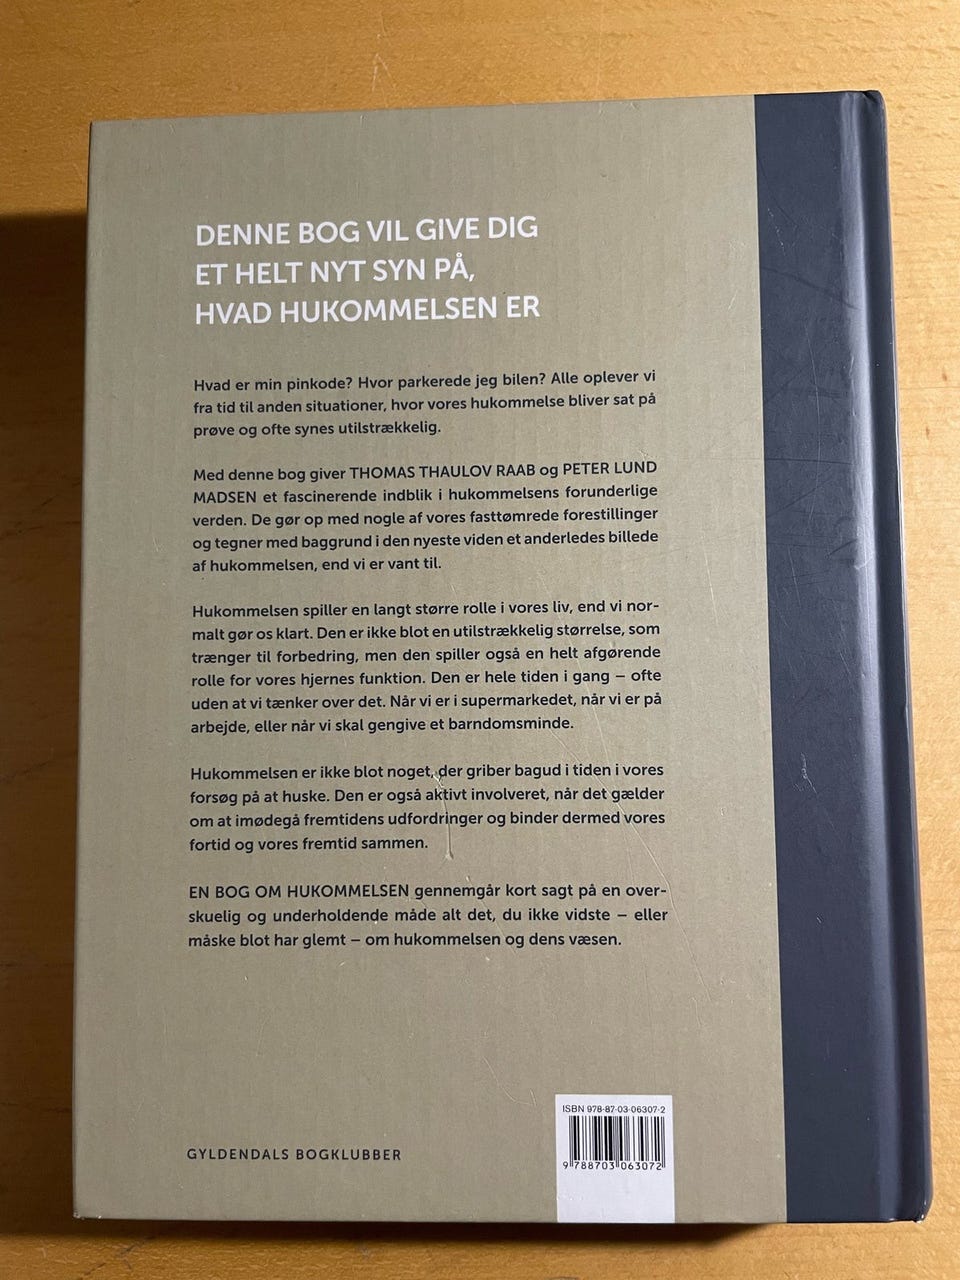 DENNE BOG VIL GIVE DIG
ET HELT NYT SYN PÅ,
HVAD HUKOMMELSEN ER
Hvad er min pinkode? Hvor parkerede jeg bilen? Alle oplever vi
fra tid til anden situationer, hvor vores hukommelse bliver sat på
prøve og ofte synes utilstrækkelig.
Med denne bog giver THOMAS THAULOV RAAB og PETER LUND
MADSEN et fascinerende indblik i hukommelsens forunderlige
verden. De gør op med nogle af vores fasttømrede forestillinger
og tegner med baggrund i den nyeste viden et anderledes billede
af hukommelsen, end vi er vant til.
Hukommelsen spiller en langt større rolle i vores liv, end vi nor-
malt gør os klart. Den er ikke blot en utilstrækkelig størrelse, som
trænger til forbedring, men den spiller også en helt afgørende
rolle for vores hjernes funktion. Den er hele tiden i gang – ofte
uden at vi tænker over det. Når vi er i supermarkedet, når vi er på
arbejde, eller når vi skal gengive et barndomsminde.
Hukommelsen er ikke blot noget, der griber bagud i tiden i vores
forsøg på at huske. Den er også aktivt involveret, når det gælder
om at imødegå fremtidens udfordringer og binder dermed vores
fortid og vores fremtid sammen.
EN BOG OM HUKOMMELSEN gennemgår kort sagt på en over-
skuelig og underholdende måde alt det, du ikke vidste – eller
måske blot har glemt – om hukommelsen og dens væsen.
ISBN 978-87-03-06307-2
9 788703 063072
GYLDENDALS BOGKLUBBER